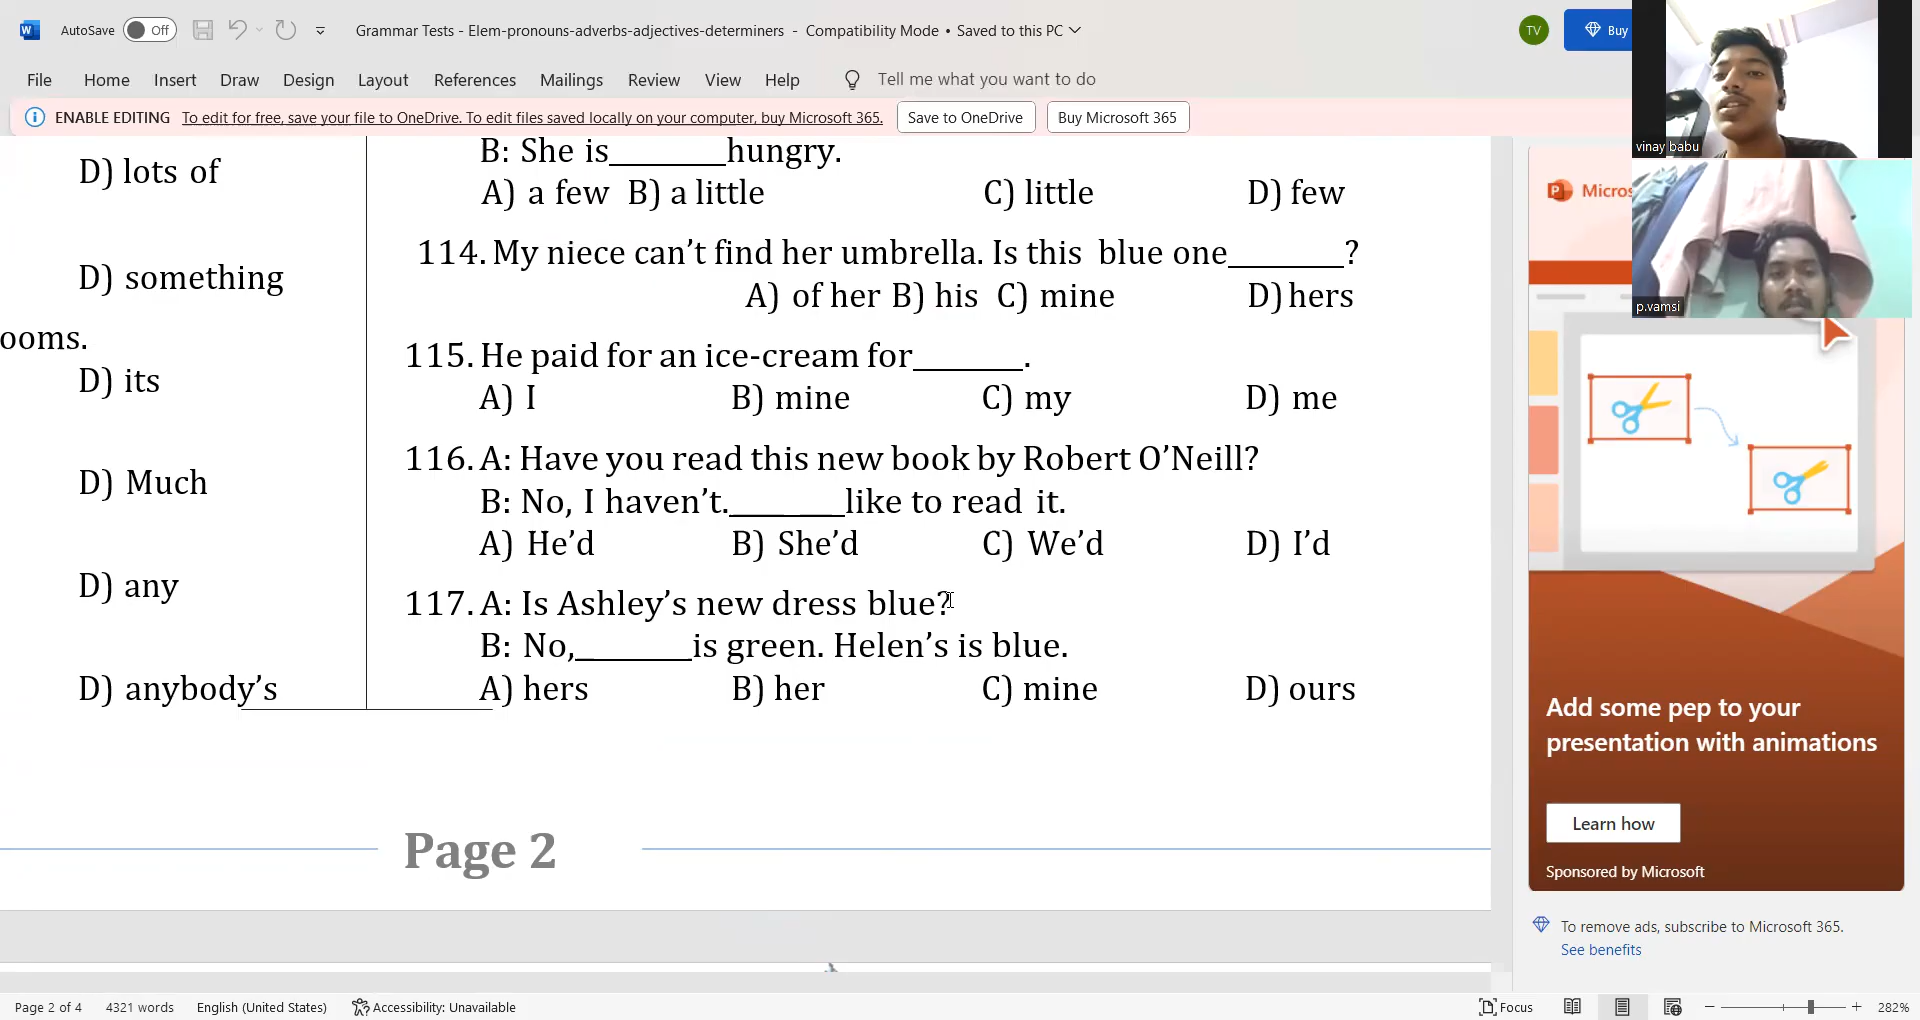 AutoSave Off Grammar Tests - Elem-pronouns-adverbs-adjectives-determiners - Compatibility Mode • Saved to this PC TV Buy
File Home Insert Draw Design Layout References Mailings Review View Help Tell me what you want to do
ENABLE EDITING To edit for free, save your file to OneDrive. To edit files saved locally on your computer, buy Microsoft 365. Save to OneDrive Buy Microsoft 365
vinay babu
p.vamsi
D) lots of
D) something
ooms.
D) its
D) Much
D) any
D) anybody's
B: She is________hungry.
A) a few B) a little C) little D) few
114. My niece can't find her umbrella. Is this blue one________?
A) of her B) his C) mine D) hers
115. He paid for an ice-cream for________.
A) I B) mine C) my D) me
116. A: Have you read this new book by Robert O'Neill?
B: No, I haven't.________like to read it.
A) He'd B) She'd C) We'd D) I'd
117. A: Is Ashley's new dress blue?
B: No,________is green. Helen's is blue.
A) hers B) her C) mine D) ours
Page 2
Micros
Add some pep to your
presentation with animations
Learn how
Sponsored by Microsoft
To remove ads, subscribe to Microsoft 365.
See benefits
Page 2 of 4 4321 words English (United States) Accessibility: Unavailable Focus 282%